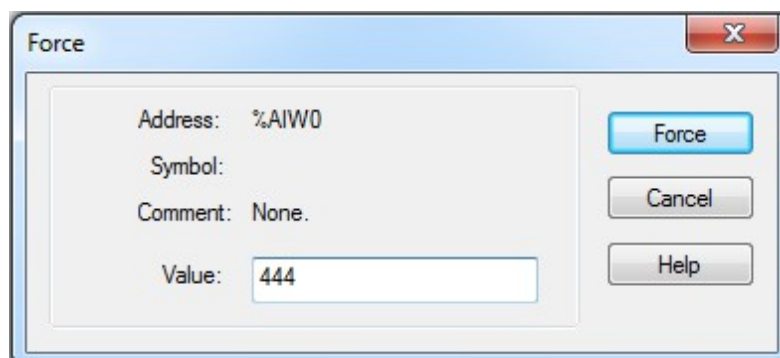 Force
Address: %AIW0
Symbol:
Comment: None.
Value: 444
Force
Cancel
Help